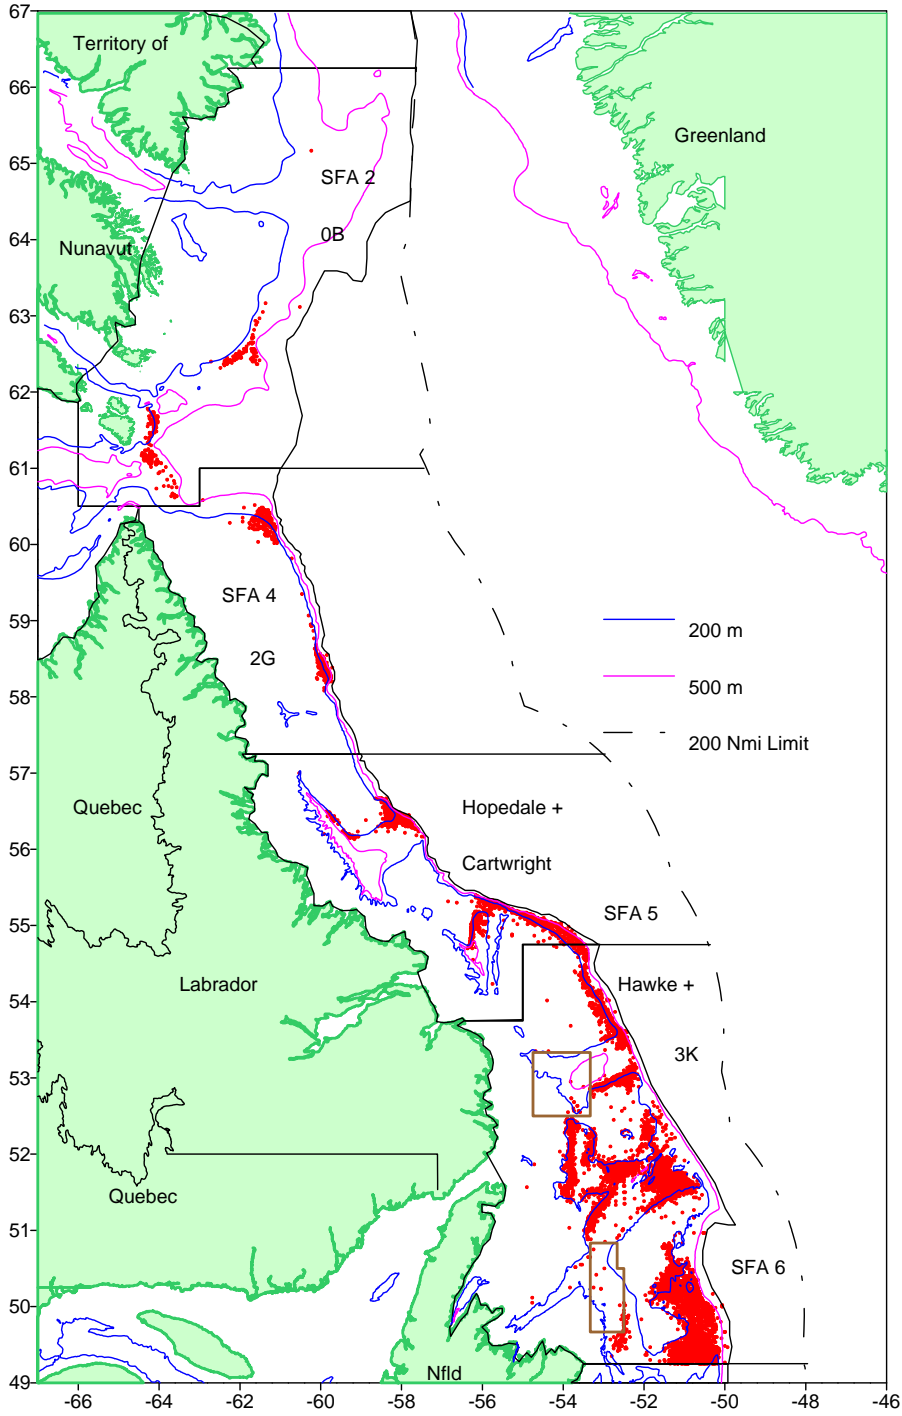 67
66
65
64
63
62
61
60
59
58
57
56
55
54
53
52
51
50
49
Territory of
Greenland
SFA 2
0B
Nunavut
SFA 4
2G
200 m
500 m
200 Nmi Limit
Quebec
Hopedale +
Cartwright
SFA 5
Labrador
Hawke +
3K
Quebec
SFA 6
Nfld
-66
-64
-62
-60
-58
-56
-54
-52
-50
-48
-46